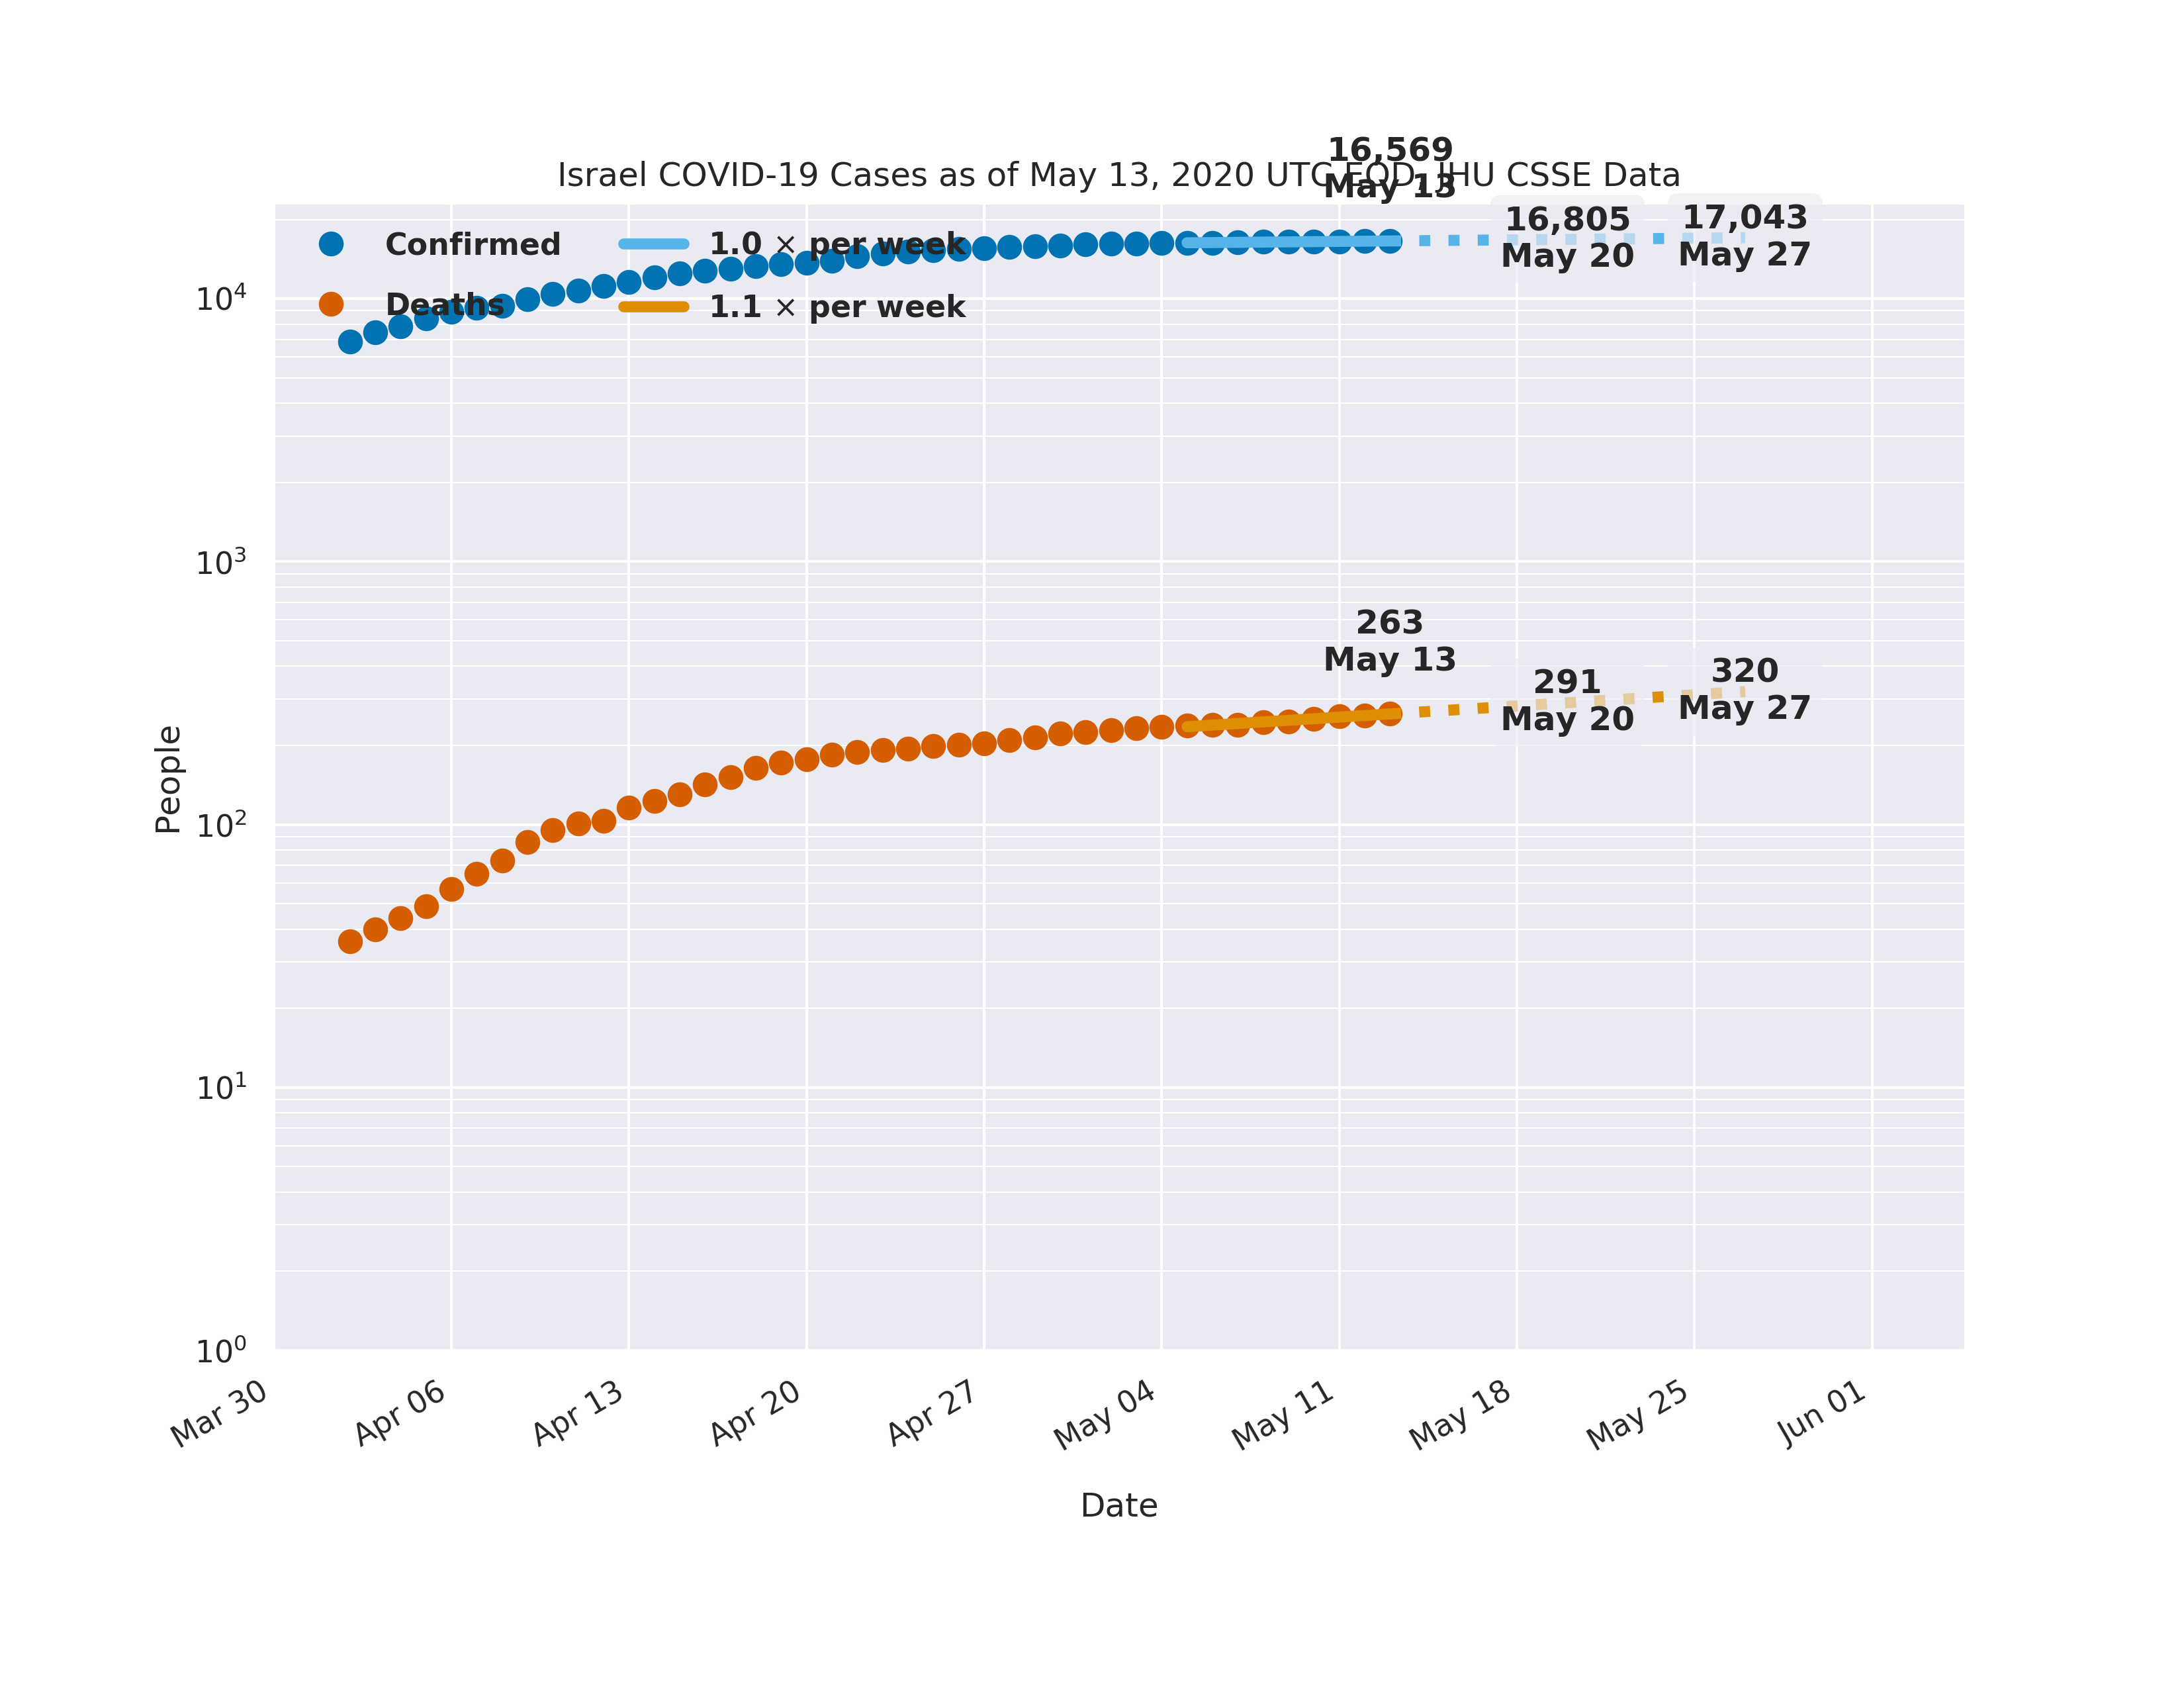 16,569
May 13
Israel COVID-19 Cases as of May 13, 2020 UTC EOD, JHU CSSE Data
16,805
May 20
17,043
May 27
Confirmed
Deaths
1.0 × per week
1.1 × per week
263
May 13
291
May 20
320
May 27
People
10⁴
10³
10²
10¹
10⁰
Mar 30
Apr 06
Apr 13
Apr 20
Apr 27
May 04
May 11
May 18
May 25
Jun 01
Date